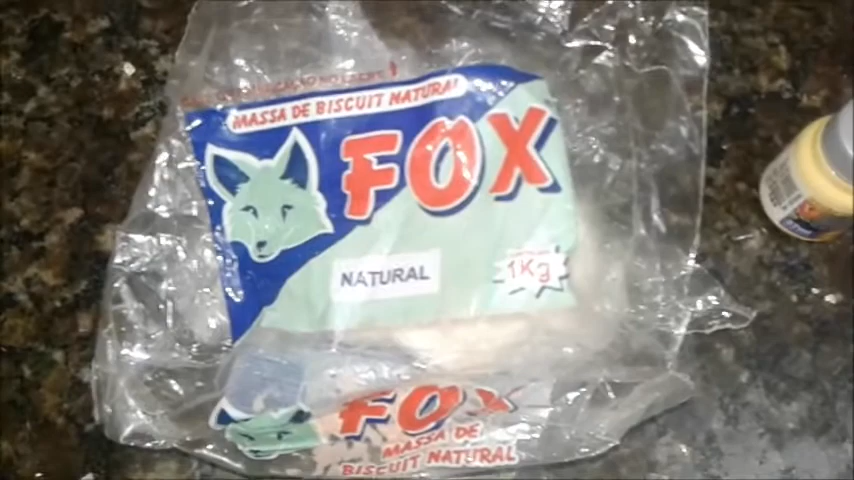 MASSA DE BISCUIT NATURAL
FOX
NATURAL
1Kg
FOX
MASSA DE
BISCUIT NATURAL